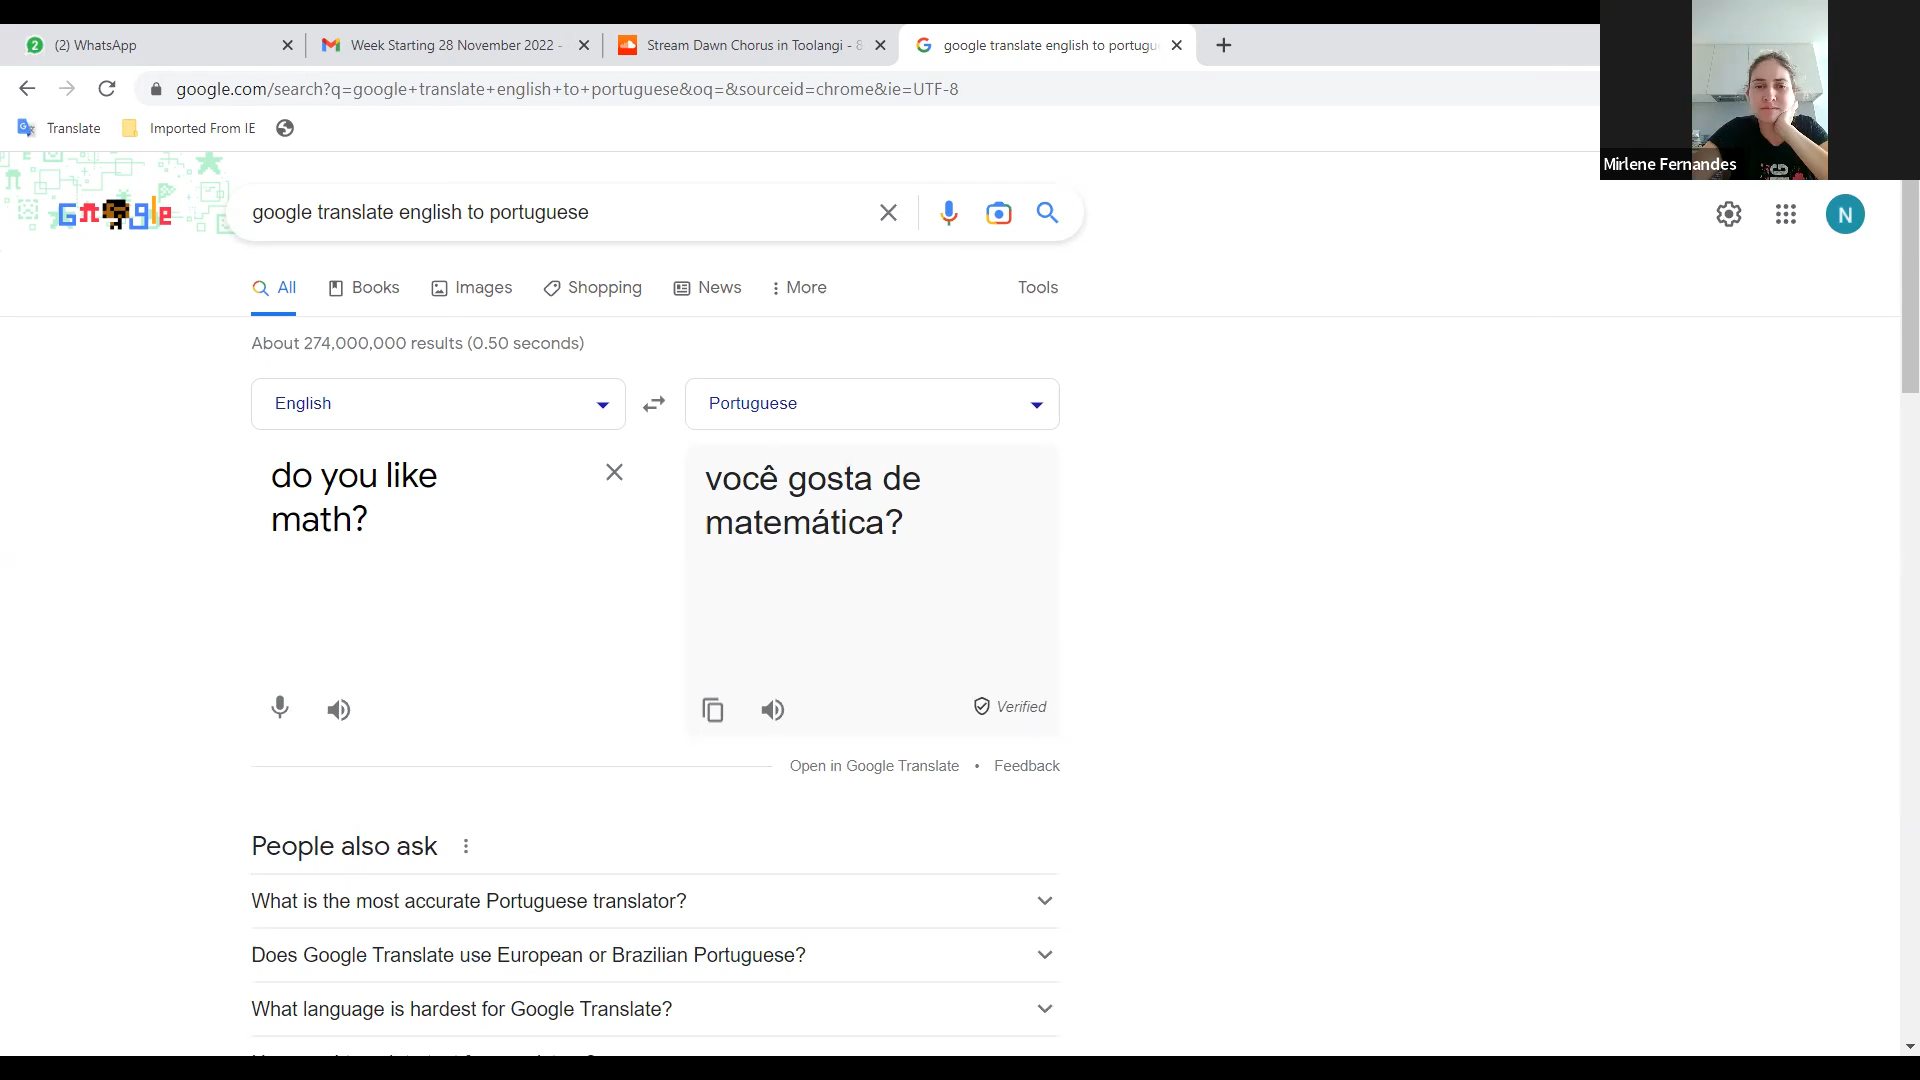 (2) WhatsApp
Week Starting 28 November 2022 -
Stream Dawn Chorus in Toolangi - 8
google translate english to portugu
google.com/search?q=google+translate+english+to+portuguese&oq=&sourceid=chrome&ie=UTF-8
Translate
Imported From IE
Mirlene Fernandes
google translate english to portuguese
N
All
Books
Images
Shopping
News
More
Tools
About 274,000,000 results (0.50 seconds)
English
Portuguese
do you like
math?
você gosta de
matemática?
Verified
Open in Google Translate • Feedback
People also ask
What is the most accurate Portuguese translator?
Does Google Translate use European or Brazilian Portuguese?
What language is hardest for Google Translate?